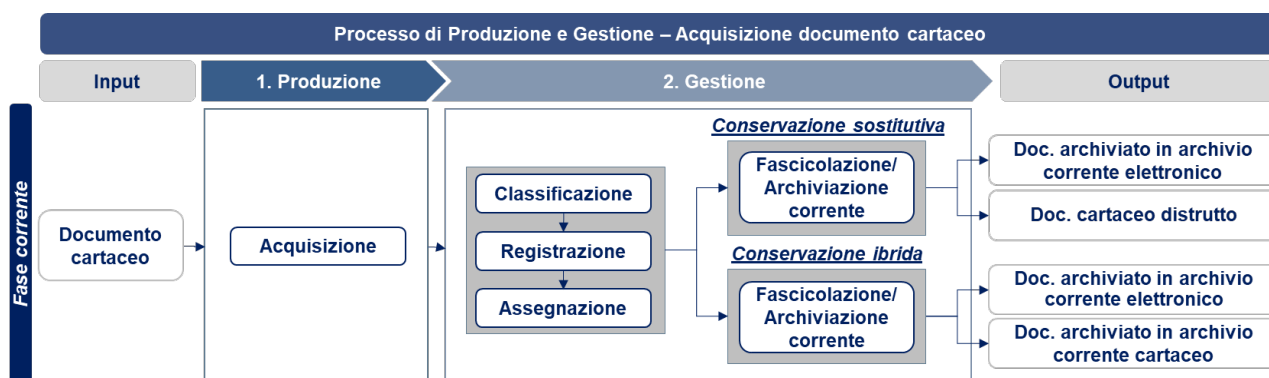 Processo di Produzione e Gestione – Acquisizione documento cartaceo
Input
1. Produzione
2. Gestione
Output
Fase corrente
Documento
cartaceo
Acquisizione
Classificazione
Registrazione
Assegnazione
Conservazione sostitutiva
Fascicolazione/
Archiviazione
corrente
Conservazione ibrida
Fascicolazione/
Archiviazione
corrente
Doc. archiviato in archivio
corrente elettronico
Doc. cartaceo distrutto
Doc. archiviato in archivio
corrente elettronico
Doc. archiviato in archivio
corrente cartaceo